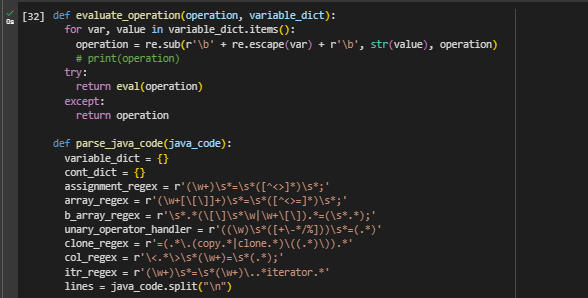 [32] def evaluate_operation(operation, variable_dict):
0s
for var, value in variable_dict.items():
operation = re.sub(r'\b' + re.escape(var) + r'\b', str(value), operation)
# print(operation)
try:
return eval(operation)
except:
return operation
def parse_java_code(java_code):
variable_dict = {}
cont_dict = {}
assignment_regex = r'(\w+)\s*=\s*([^<>]*)\s*;'
array_regex = r'(\w+[\[\]]+)\s*=\s*([^<>=]*)\s*;'
b_array_regex = r'\s*.*(\[\]\s*\w|\w+\[\]).*=(\s*.*);'
unary_operator_handler = r'((\w)\s*([+\-*/%]))\s*=(.*)'
clone_regex = r'=(.*\.(copy.*|clone.*)\((.*)\)).*'
col_regex = r'\<.*\>\s*(\w+)=\s*(.*);'
itr_regex = r'(\w+)\s*=\s*(\w+)\..*iterator.*'
lines = java_code.split("\n")